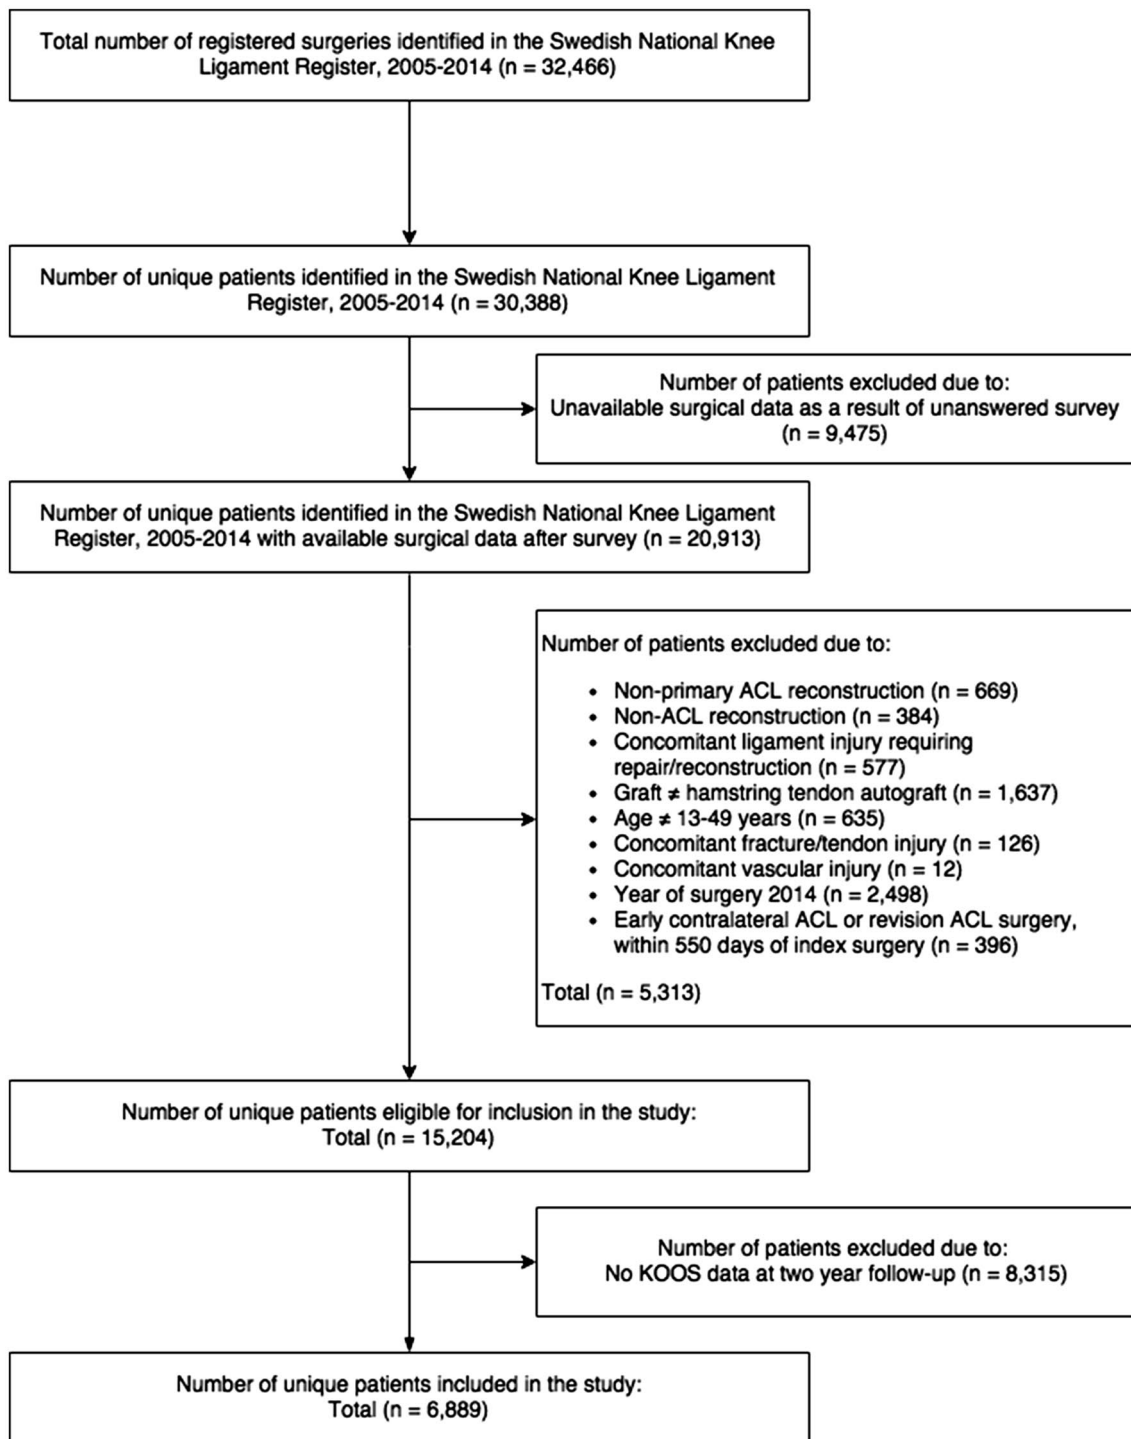 Total number of registered surgeries identified in the Swedish National Knee
Ligament Register, 2005-2014 (n = 32,466)
Number of unique patients identified in the Swedish National Knee Ligament
Register, 2005-2014 (n = 30,388)
Number of patients excluded due to:
Unavailable surgical data as a result of unanswered survey
(n = 9,475)
Number of unique patients identified in the Swedish National Knee Ligament
Register, 2005-2014 with available surgical data after survey (n = 20,913)
Number of patients excluded due to:
• Non-primary ACL reconstruction (n = 669)
• Non-ACL reconstruction (n = 384)
• Concomitant ligament injury requiring
repair/reconstruction (n = 577)
• Graft ≠ hamstring tendon autograft (n = 1,637)
• Age ≠ 13-49 years (n = 635)
• Concomitant fracture/tendon injury (n = 126)
• Concomitant vascular injury (n = 12)
• Year of surgery 2014 (n = 2,498)
• Early contralateral ACL or revision ACL surgery,
within 550 days of index surgery (n = 396)
Total (n = 5,313)
Number of unique patients eligible for inclusion in the study:
Total (n = 15,204)
Number of patients excluded due to:
No KOOS data at two year follow-up (n = 8,315)
Number of unique patients included in the study:
Total (n = 6,889)